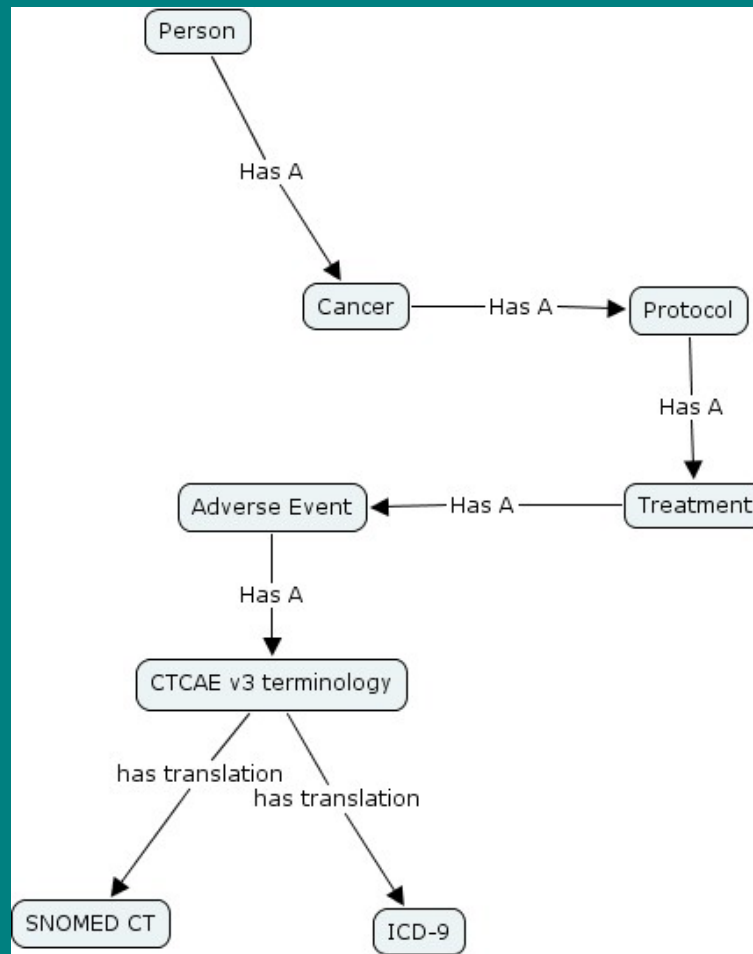 Person
Has A
Cancer
Has A
Protocol
Has A
Treatment
Has A
Adverse Event
Has A
CTCAE v3 terminology
has translation
has translation
SNOMED CT
ICD-9